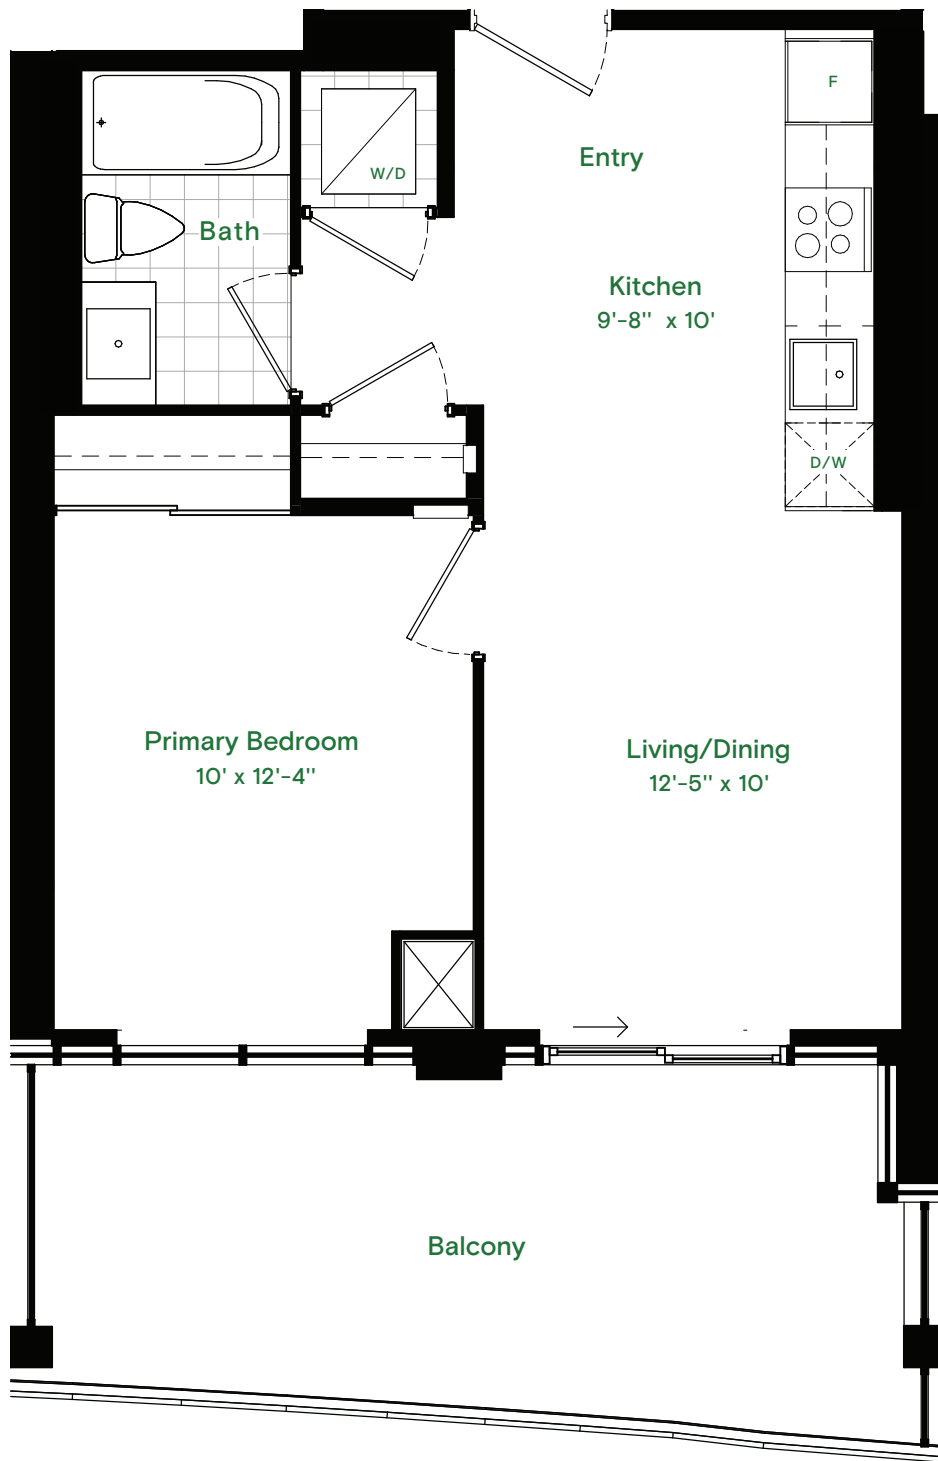 F
Entry
W/D
Bath
Kitchen
9'-8" x 10'
D/W
Primary Bedroom
10' x 12'-4"
Living/Dining
12'-5" x 10'
Balcony